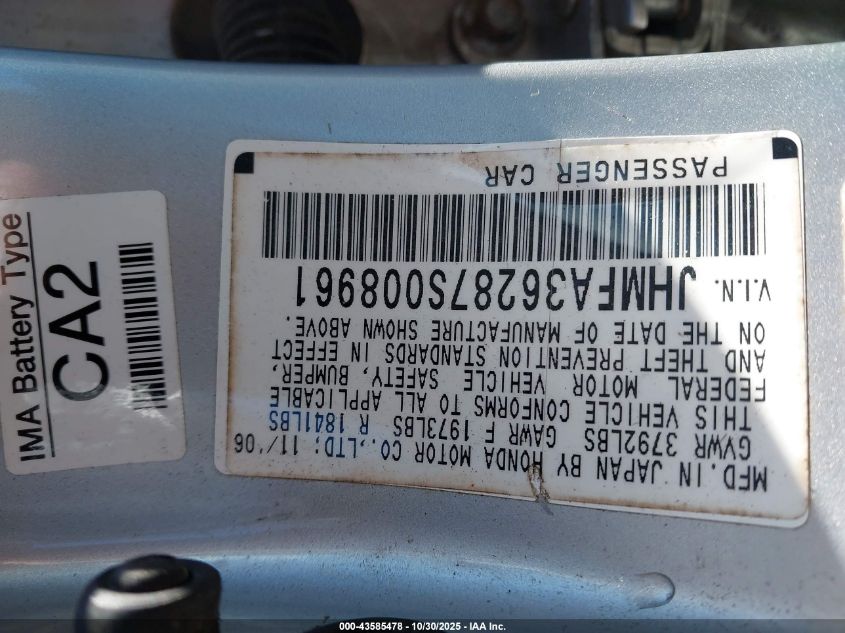 MFD. IN JAPAN BY HONDA MOTOR CO., LTD; 11/'06
GVWR 3792LBS GAWR F 1973LBS R 1841LBS
THIS VEHICLE CONFORMS TO ALL APPLICABLE
FEDERAL MOTOR VEHICLE SAFETY, BUMPER,
AND THEFT PREVENTION STANDARDS IN EFFECT
ON THE DATE OF MANUFACTURE SHOWN ABOVE.
V.I.N. JHMFA36287S008961
PASSENGER CAR
IMA Battery Type
CA2
000-43585478 - 10/30/2025 - IAA Inc.